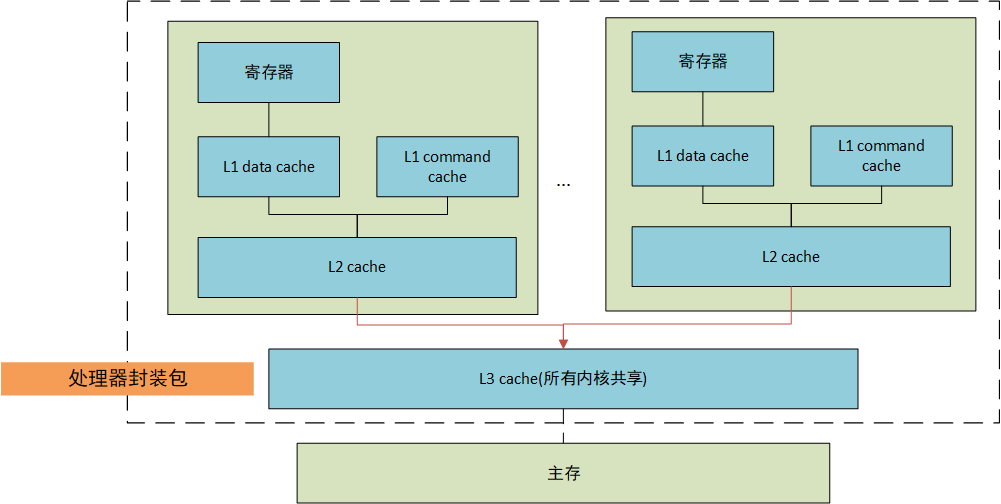 寄存器
L1 data cache
L1 command
cache
L2 cache
...
寄存器
L1 data cache
L1 command
cache
L2 cache
处理器封装包
L3 cache(所有内核共享)
主存